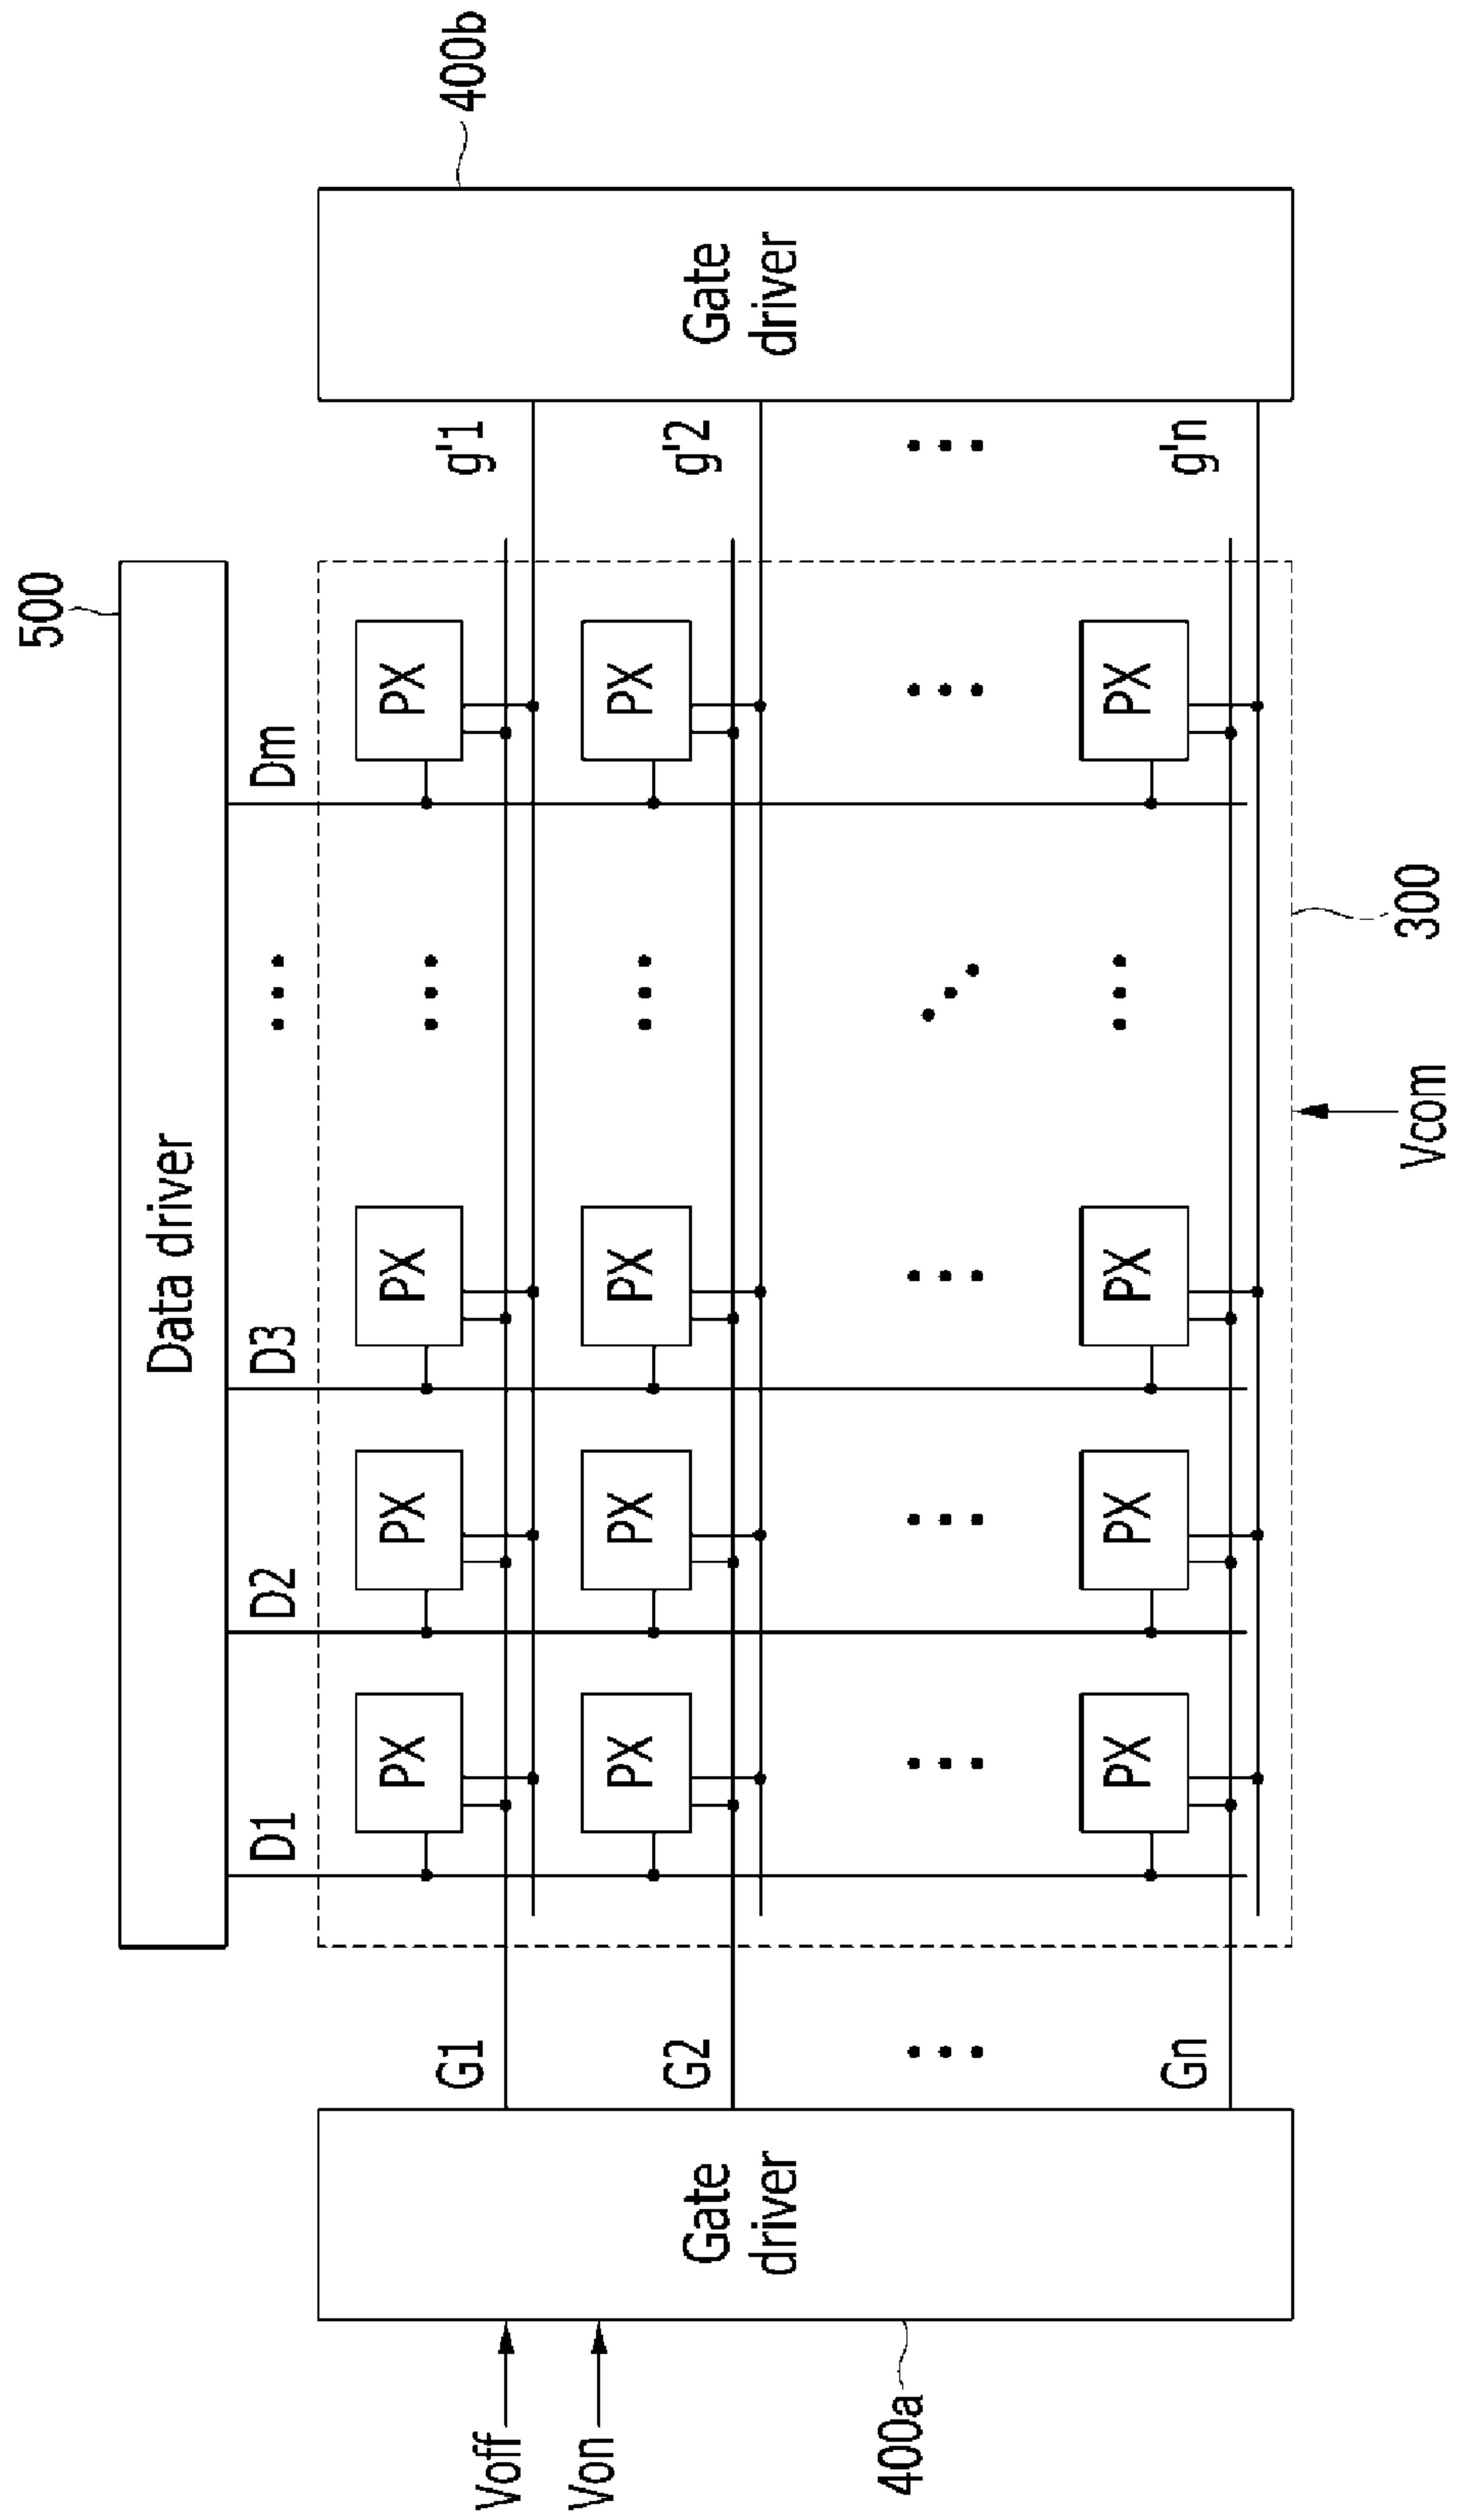 500
Data driver
D1
D2
D3
Dm
400b
Voff
Von
Gate
driver
400a
G1
G2
Gn
PX
PX
PX
PX
PX
PX
PX
PX
PX
PX
PX
PX
g'1
g'2
g'n
Gate
driver
Vcom
300